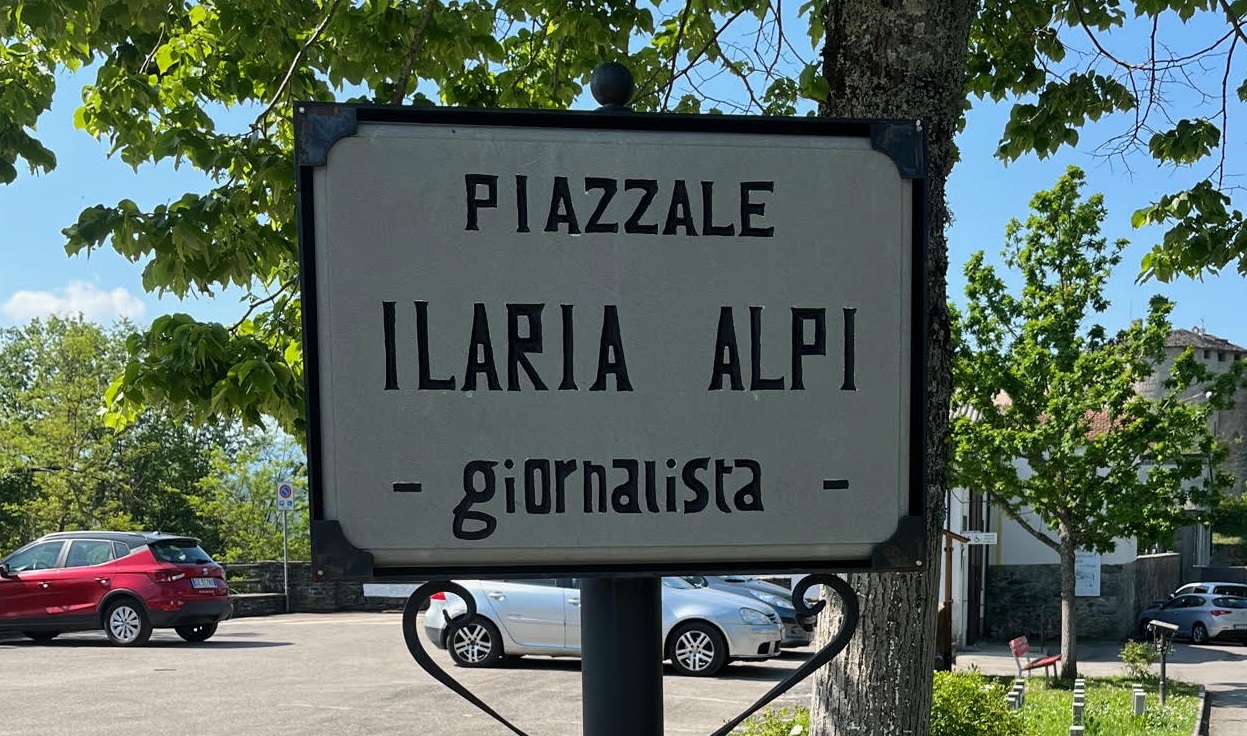 PIAZZALE
ILARIA ALPI
- giornalista -